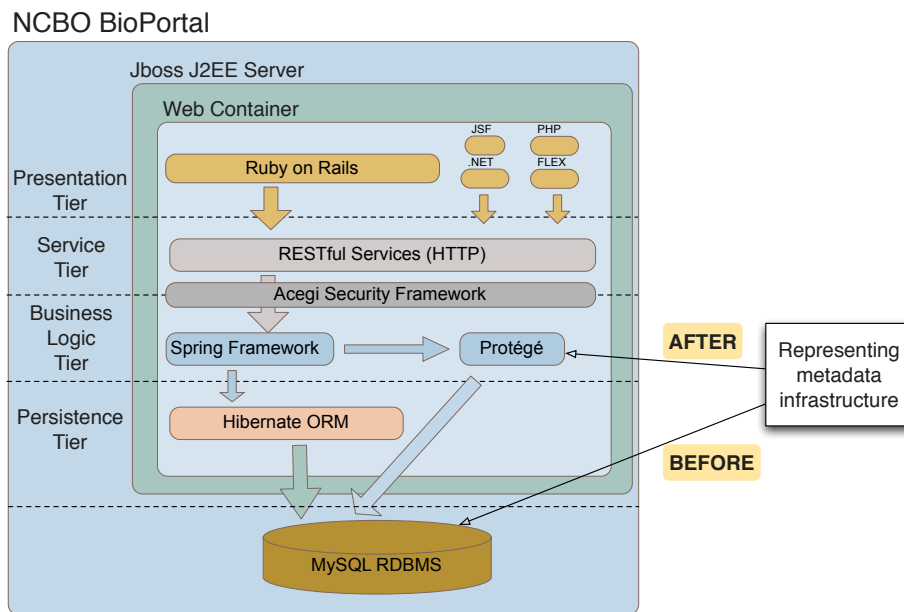 NCBO BioPortal
Jboss J2EE Server
Web Container
JSF
PHP
.NET
FLEX
Ruby on Rails
Presentation
Tier
Service
Tier
RESTful Services (HTTP)
Acegi Security Framework
Business
Logic
Tier
Spring Framework
Protégé
AFTER
Representing
metadata
infrastructure
Persistence
Tier
Hibernate ORM
BEFORE
MySQL RDBMS